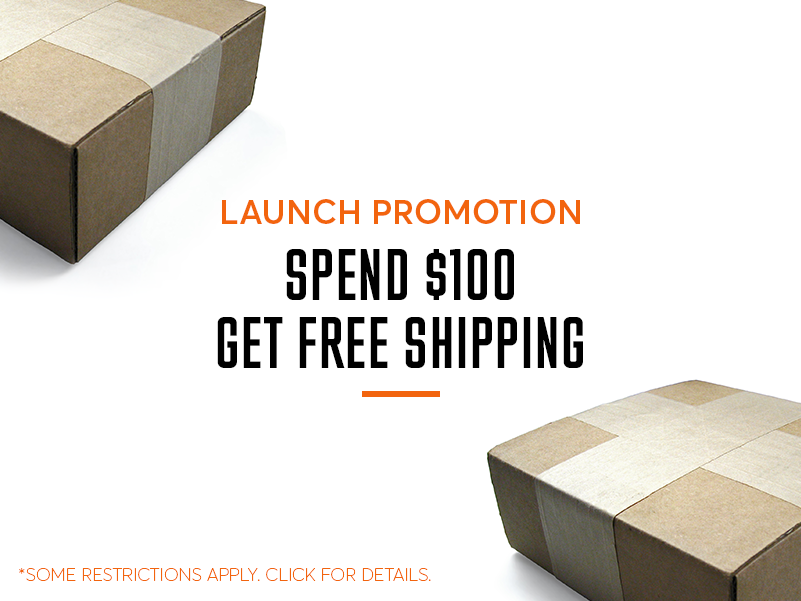 LAUNCH PROMOTION
SPEND $100
GET FREE SHIPPING
*SOME RESTRICTIONS APPLY. CLICK FOR DETAILS.